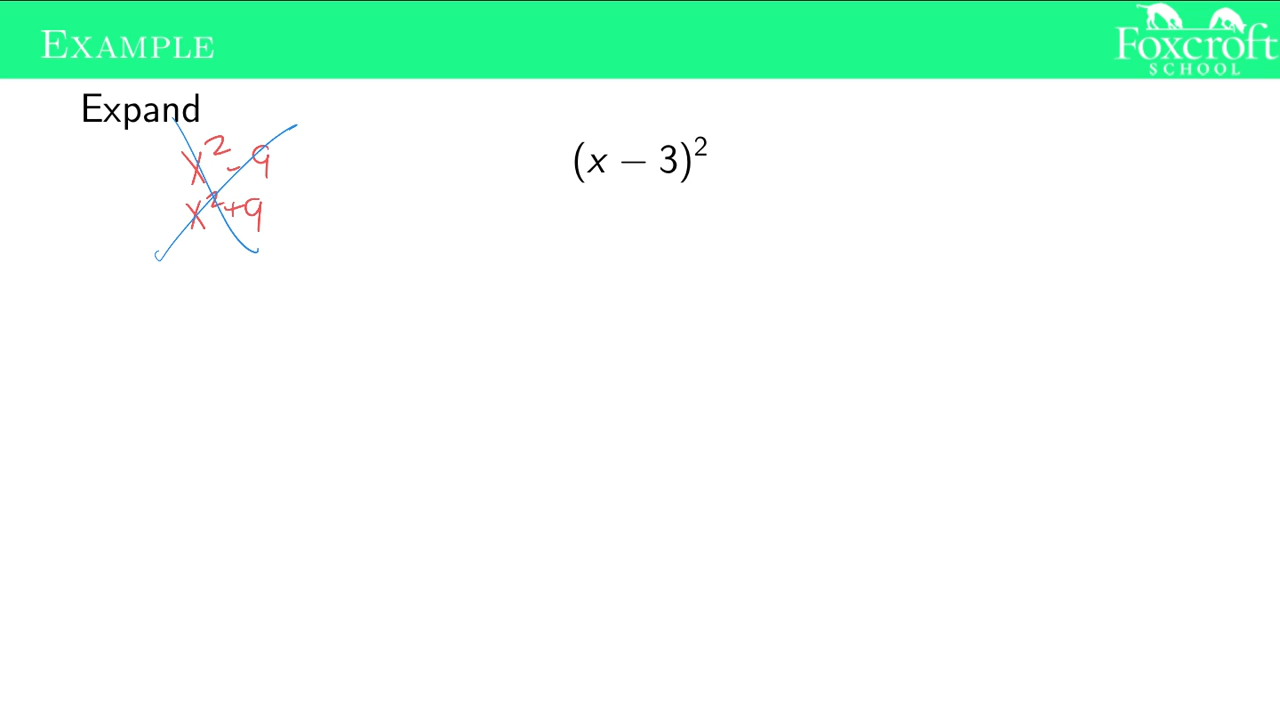 EXAMPLE
Foxcroft
SCHOOL
Expand
(x − 3)²
x² - 9
x² + 9